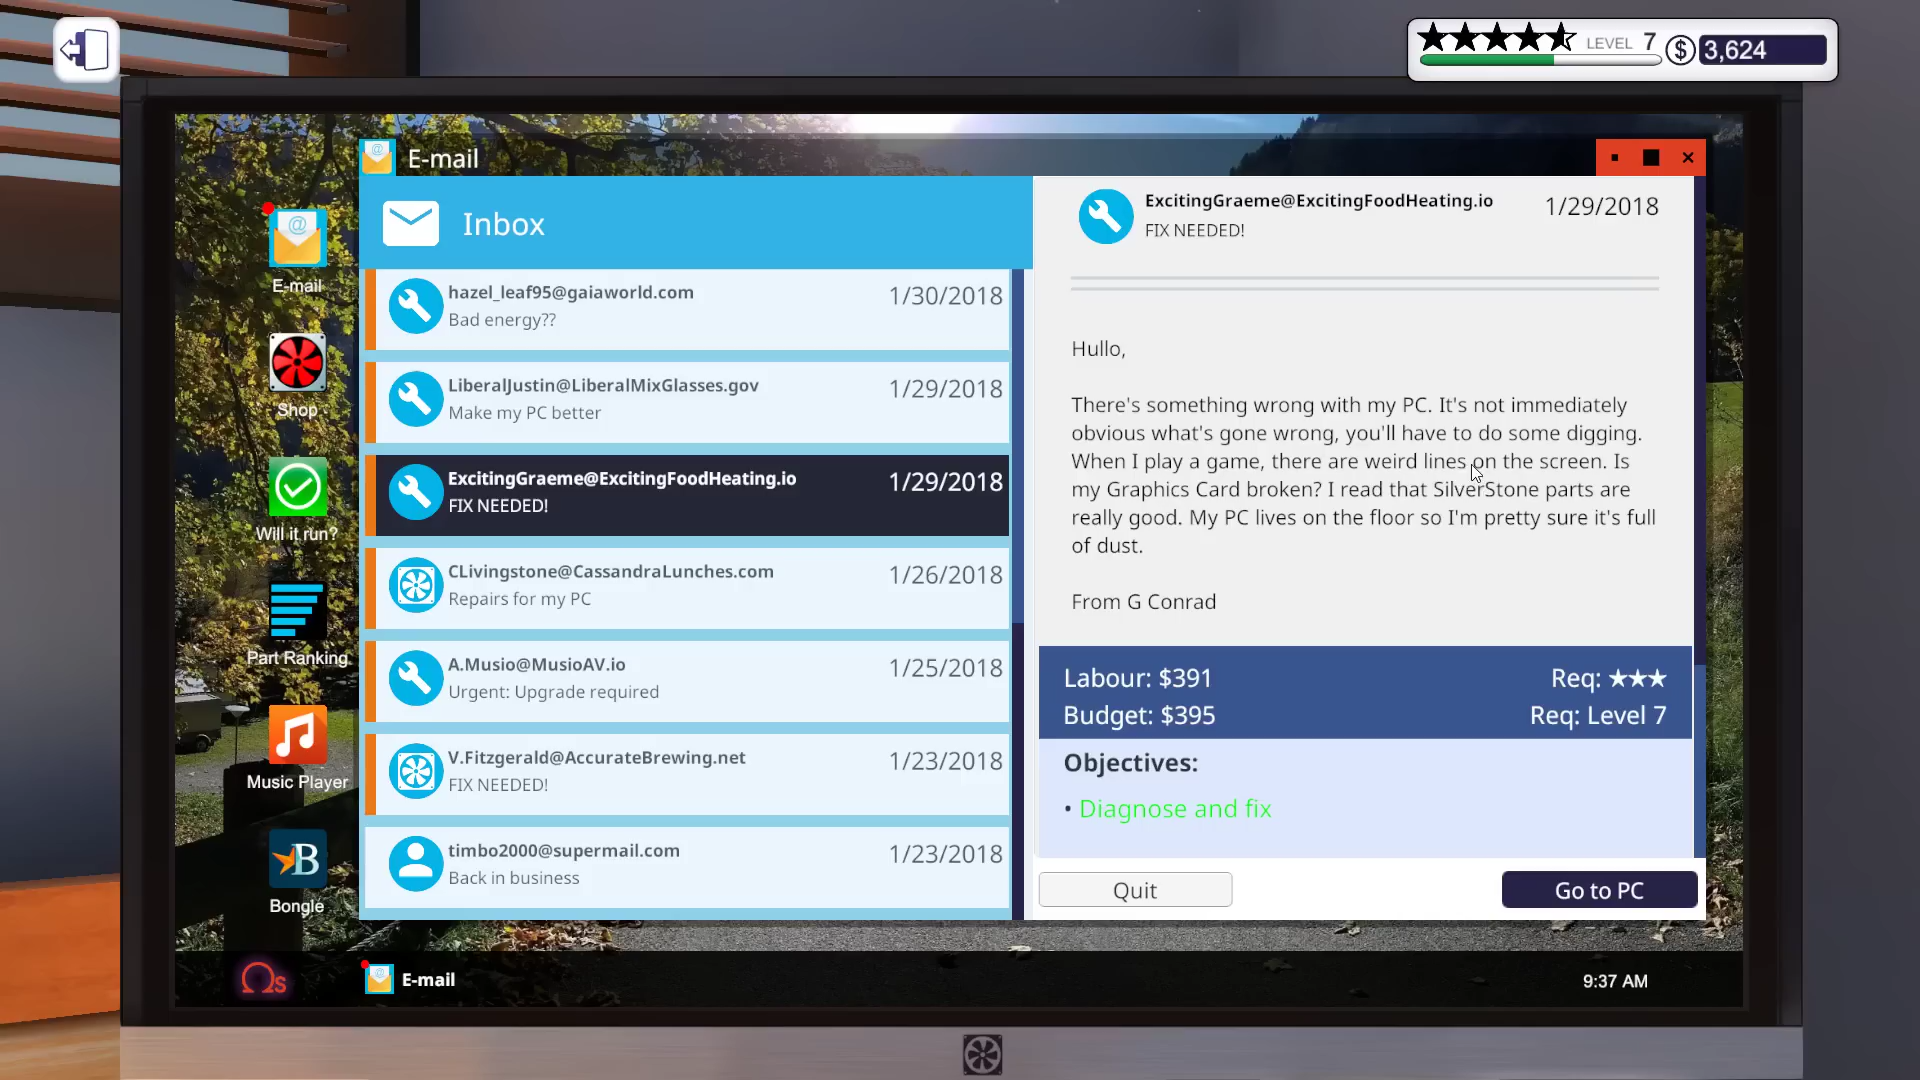 LEVEL 7
$ 3,624
E-mail
Inbox
hazel_leaf95@gaiaworld.com
1/30/2018
Bad energy??
LiberalJustin@LiberalMixGlasses.gov
1/29/2018
Make my PC better
ExcitingGraeme@ExcitingFoodHeating.io
1/29/2018
FIX NEEDED!
CLivingstone@CassandraLunches.com
1/26/2018
Repairs for my PC
A.Musio@MusioAV.io
1/25/2018
Urgent: Upgrade required
V.Fitzgerald@AccurateBrewing.net
1/23/2018
FIX NEEDED!
timbo2000@supermail.com
1/23/2018
Back in business
ExcitingGraeme@ExcitingFoodHeating.io
1/29/2018
FIX NEEDED!
Hullo,
There's something wrong with my PC. It's not immediately
obvious what's gone wrong, you'll have to do some digging.
When I play a game, there are weird lines on the screen. Is
my Graphics Card broken? I read that SilverStone parts are
really good. My PC lives on the floor so I'm pretty sure it's full
of dust.
From G Conrad
Labour: $391
Req: ★★★
Budget: $395
Req: Level 7
Objectives:
• Diagnose and fix
Quit
Go to PC
E-mail
Shop
Will it run?
Part Ranking
Music Player
B
Bongle
Ωs
E-mail
9:37 AM